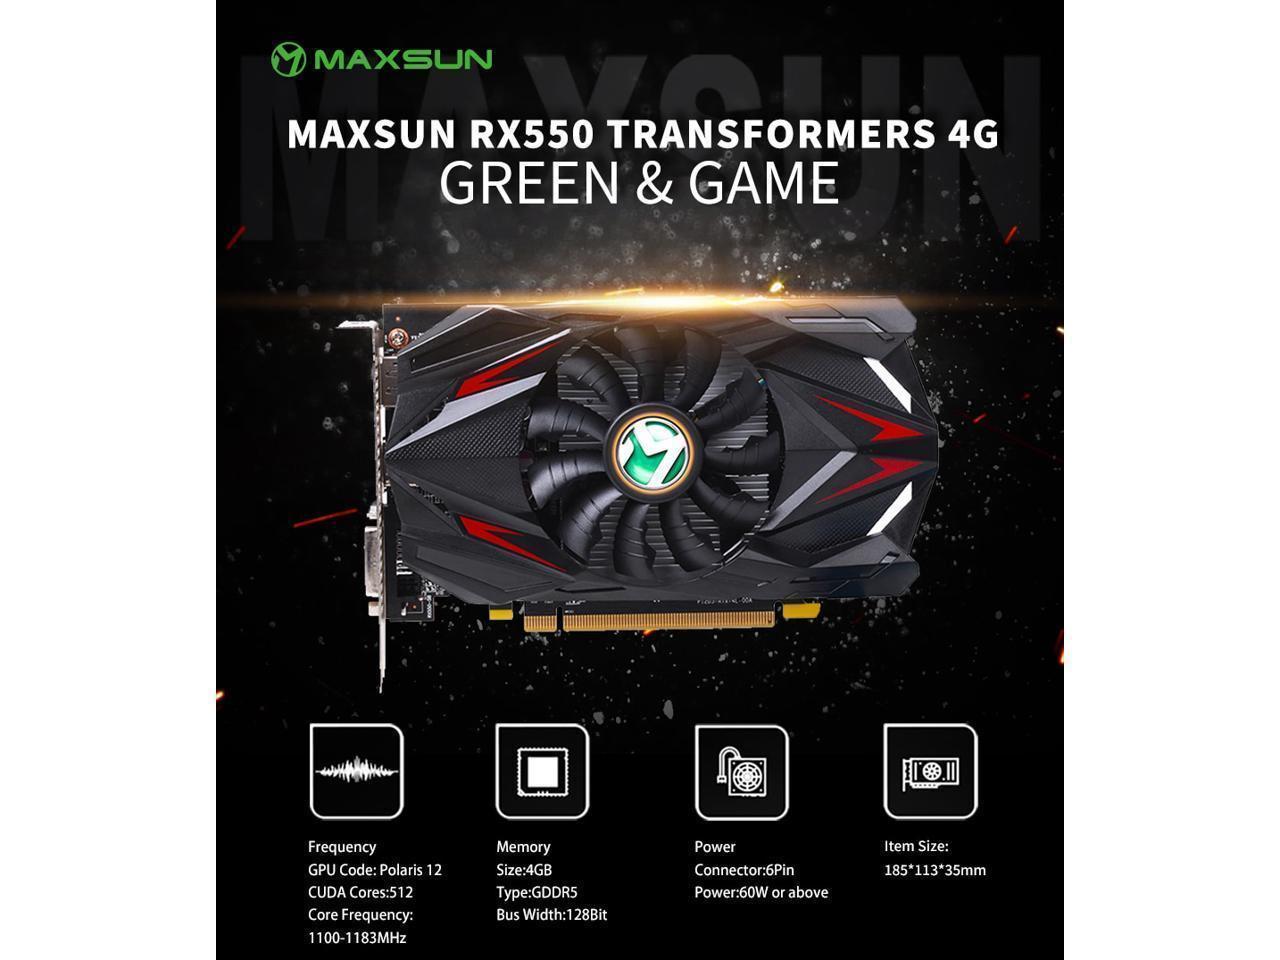 MAXSUN
MAXSUN
MAXSUN RX550 TRANSFORMERS 4G
GREEN & GAME
Frequency
GPU Code: Polaris 12
CUDA Cores:512
Core Frequency:
1100-1183MHz
Memory
Size:4GB
Type:GDDR5
Bus Width:128Bit
Power
Connector:6Pin
Power:60W or above
Item Size:
185*113*35mm